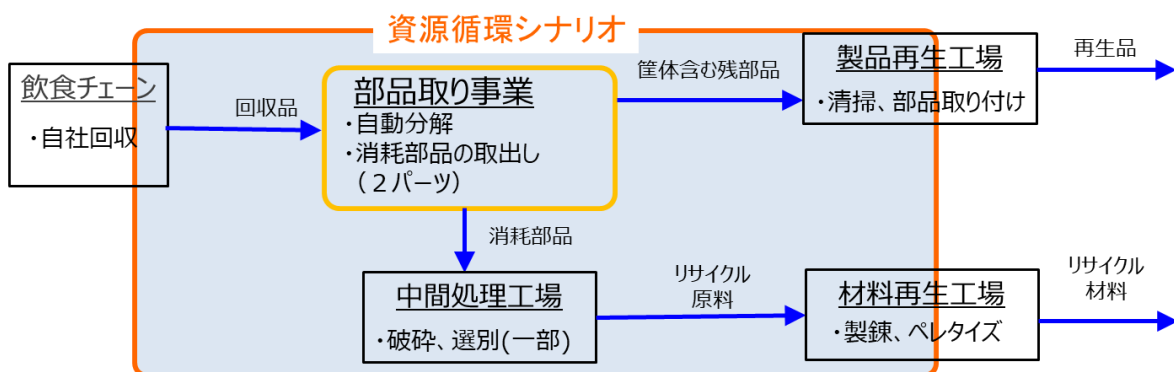 資源循環シナリオ
飲食チェーン
・自社回収
回収品
部品取り事業
・自動分解
・消耗部品の取出し
（２パーツ）
筐体含む残部品
製品再生工場
・清掃、部品取り付け
再生品
消耗部品
中間処理工場
・破砕、選別(一部)
リサイクル
原料
材料再生工場
・製錬、ペレタイズ
リサイクル
材料